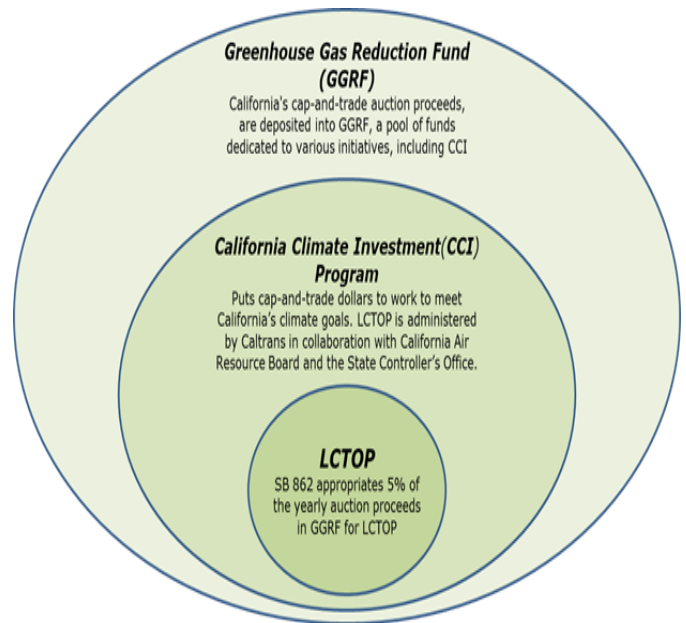 Greenhouse Gas Reduction Fund
(GGRF)
California's cap-and-trade auction proceeds,
are deposited into GGRF, a pool of funds
dedicated to various initiatives, including CCI
California Climate Investment(CCI)
Program
Puts cap-and-trade dollars to work to meet
California's climate goals. LCTOP is administered
by Caltrans in collaboration with California Air
Resource Board and the State Controller's Office.
LCTOP
SB 862 appropriates 5% of
the yearly auction proceeds
in GGRF for LCTOP